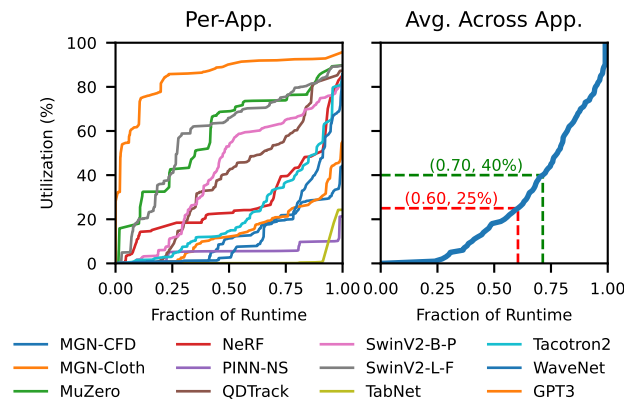 Per-App.
Avg. Across App.
Utilization (%)
100
80
60
40
20
0
0.00
0.25
0.50
0.75
1.00
Fraction of Runtime
(0.70, 40%)
(0.60, 25%)
0.00
0.25
0.50
0.75
1.00
Fraction of Runtime
MGN-CFD
NeRF
SwinV2-B-P
Tacotron2
MGN-Cloth
PINN-NS
SwinV2-L-F
WaveNet
MuZero
QDTrack
TabNet
GPT3